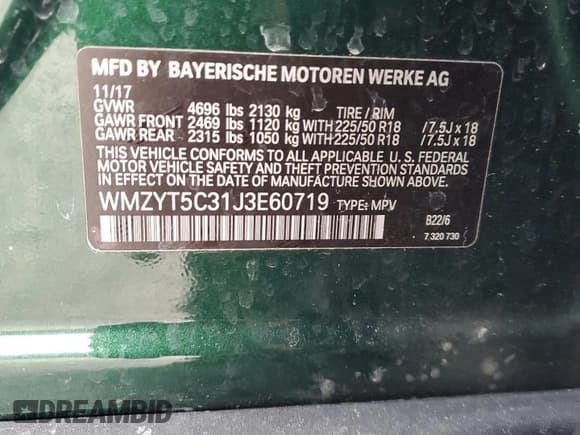 MFD BY BAYERISCHE MOTOREN WERKE AG
11/17
GVWR 4696 lbs 2130 kg TIRE / RIM
GAWR FRONT 2469 lbs 1120 kg WITH 225/50 R18 /7.5J x 18
GAWR REAR 2315 lbs 1050 kg WITH 225/50 R18 /7.5J x 18
THIS VEHICLE CONFORMS TO ALL APPLICABLE U. S. FEDERAL
MOTOR VEHICLE SAFETY AND THEFT PREVENTION STANDARDS
IN EFFECT ON THE DATE OF MANUFACTURE SHOWN ABOVE.
WMZYT5C31J3E60719 TYPE: MPV
B22/6
7 320 730
DREAMBID